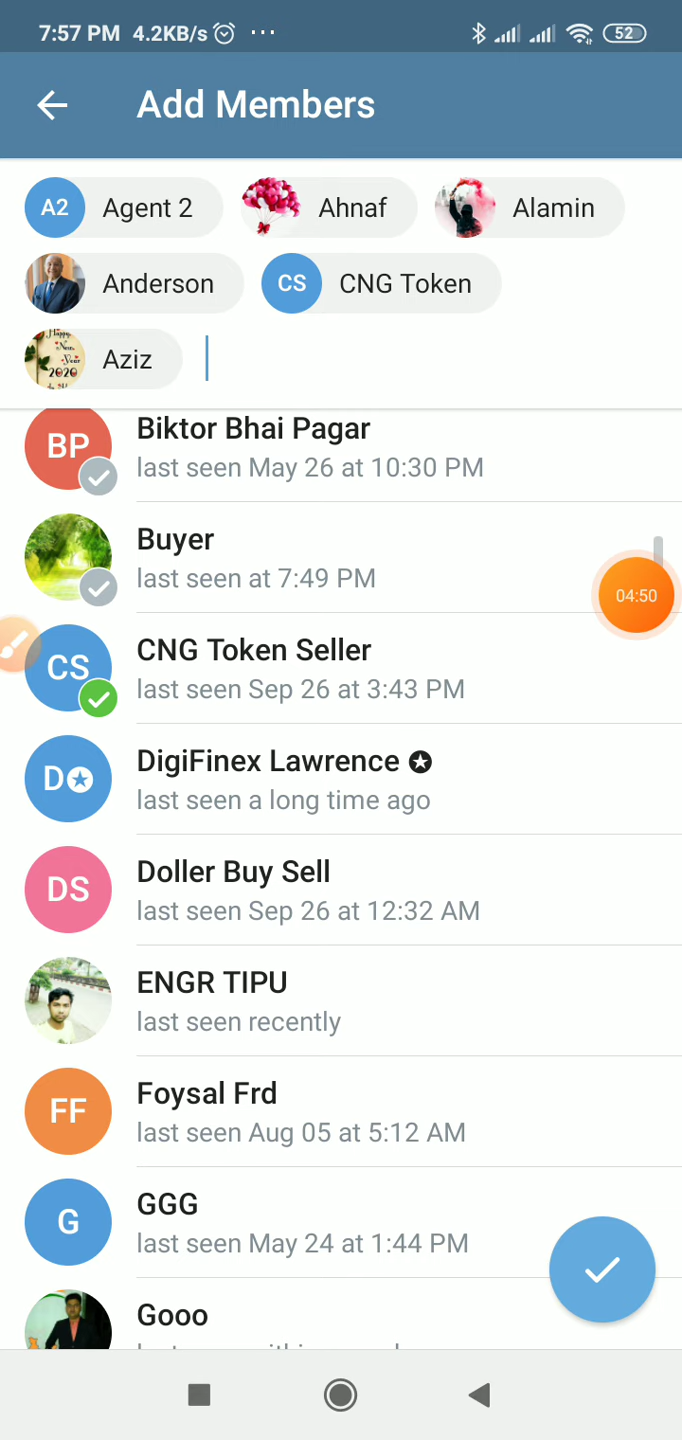 7:57 PM 4.2KB/s ... 52
Add Members
A2 Agent 2 Ahnaf Alamin
Anderson CS CNG Token
Happy New Year 2020 Aziz
BP Biktor Bhai Pagar
last seen May 26 at 10:30 PM
Buyer
last seen at 7:49 PM
04:50
CS CNG Token Seller
last seen Sep 26 at 3:43 PM
D DigiFinex Lawrence
last seen a long time ago
DS Doller Buy Sell
last seen Sep 26 at 12:32 AM
ENGR TIPU
last seen recently
FF Foysal Frd
last seen Aug 05 at 5:12 AM
G GGG
last seen May 24 at 1:44 PM
Gooo